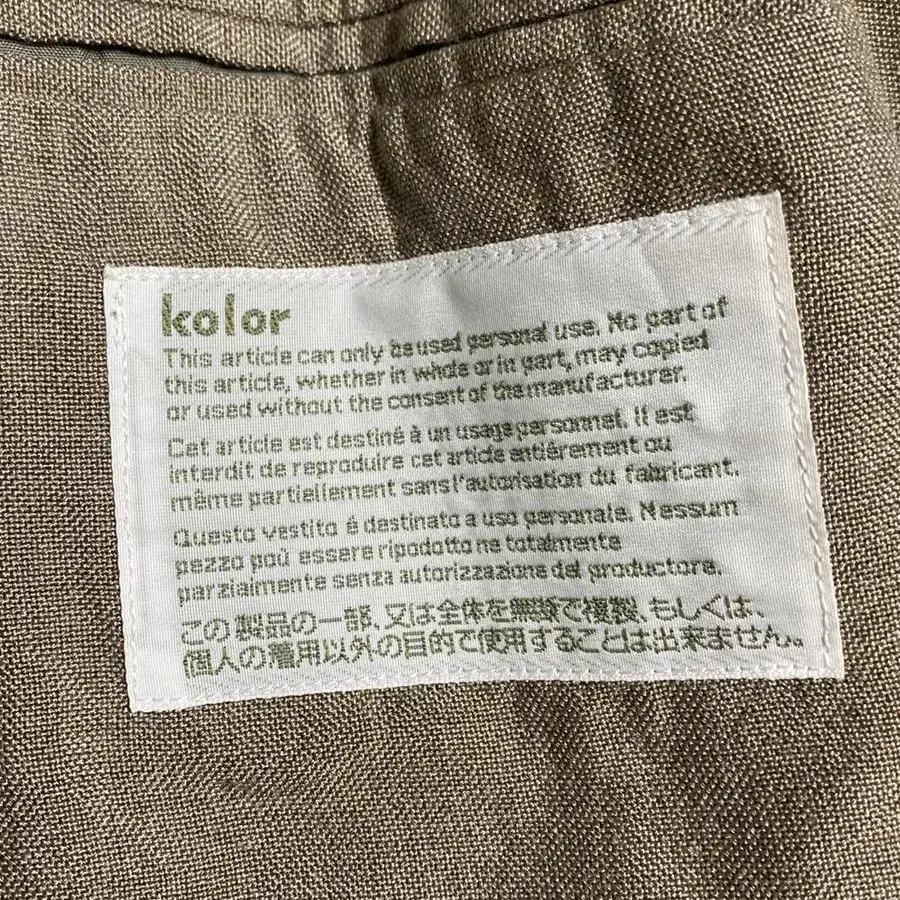 kolor
This article can only be used personal use. No part of
this article, whether in whole or in part, may copied
or used without the consent of the manufacturer.
Cet article est destiné à un usage personnel. Il est
interdit de reproduire cet article entiérement ou
même partiellement sans l'autorisation du fabricant.
Questo vestito é destinato a uso personale. Nessum
pezzo poù essere ripodotto ne totalmente
parzialmente senza autorizzazione del productore.
この製品の一部、又は全体を無断で複製、もしくは、
個人の着用以外の目的で使用することは出来ません。